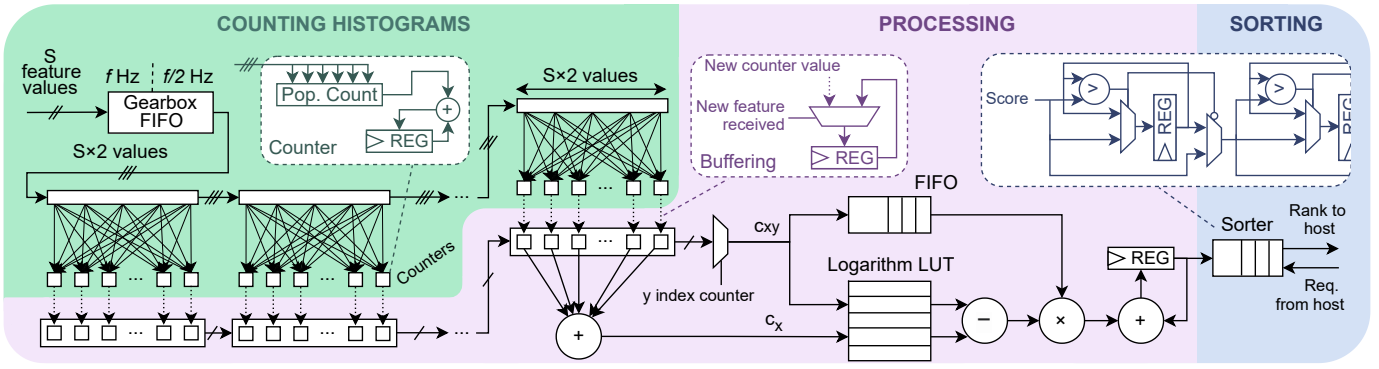 COUNTING HISTOGRAMS
PROCESSING
SORTING
S
feature
values
f Hz
f/2 Hz
Gearbox
FIFO
S×2 values
Pop. Count
+
REG
Counter
S×2 values
...
...
...
...
Counters
New counter value
New feature
received
REG
Buffering
Score
>
REG
>
REG
...
...
...
...
...
cxy
y index counter
FIFO
Logarithm LUT
+
cx
−
×
+
REG
Sorter
Rank to
host
Req.
from host